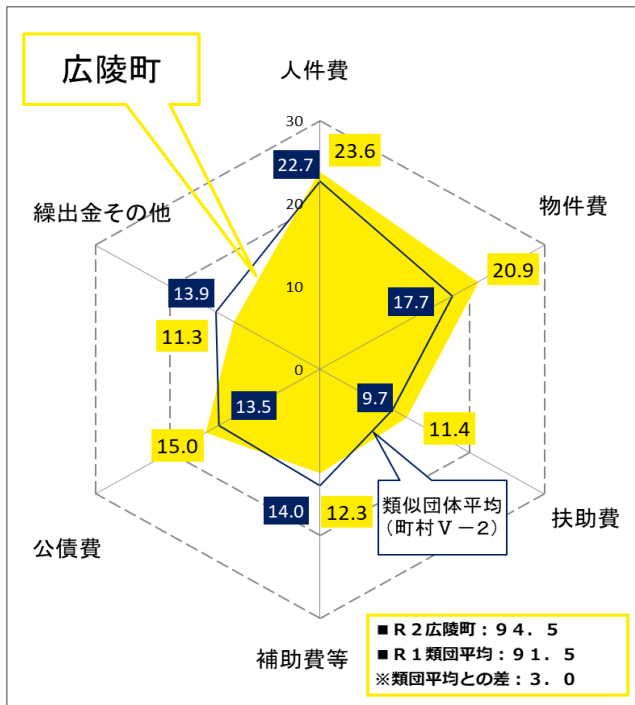 広陵町
人件費
30
22.7
23.6
繰出金その他
20
物件費
20.9
13.9
10
17.7
11.3
0
9.7
13.5
11.4
15.0
類似団体平均
(町村Ⅴ－2)
14.0
12.3
扶助費
公債費
補助費等
■ R２広陵町：９４．５
■ R１類団平均：９１．５
※類団平均との差：３．０